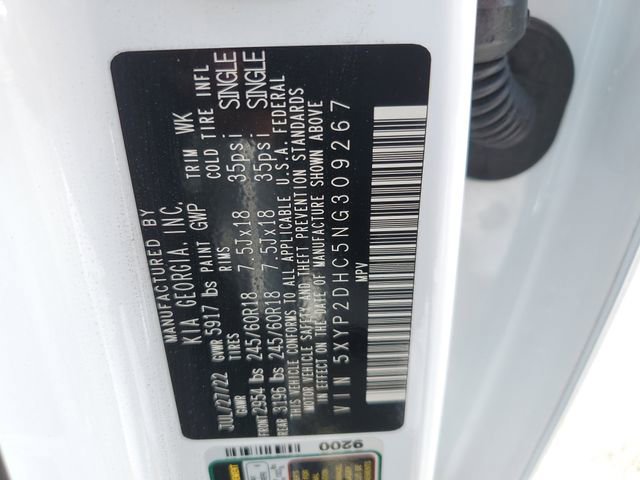 MANUFACTURED BY
KIA GEORGIA, INC.
JUL/27/22 GVWR 5917 lbs PAINT GWP TRIM WK
GAWR TIRES RIMS COLD TIRE INFL
FRONT 2954 lbs 245/60R18 7.5Jx18 35psi SINGLE
REAR 3196 lbs 245/60R18 7.5Jx18 35psi SINGLE
THIS VEHICLE CONFORMS TO ALL APPLICABLE U.S.A. FEDERAL
MOTOR VEHICLE SAFETY AND THEFT PREVENTION STANDARDS
IN EFFECT ON THE DATE OF MANUFACTURE SHOWN ABOVE
VIN 5XYP2DHC5NG309267
MPV
9200